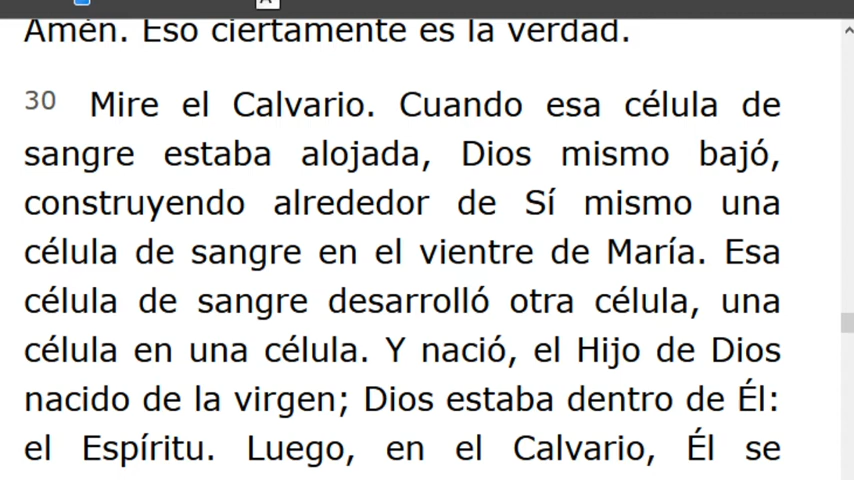 Amén. Eso ciertamente es la verdad.
30 Mire el Calvario. Cuando esa célula de
sangre estaba alojada, Dios mismo bajó,
construyendo alrededor de Sí mismo una
célula de sangre en el vientre de María. Esa
célula de sangre desarrolló otra célula, una
célula en una célula. Y nació, el Hijo de Dios
nacido de la virgen; Dios estaba dentro de Él:
el Espíritu. Luego, en el Calvario, Él se